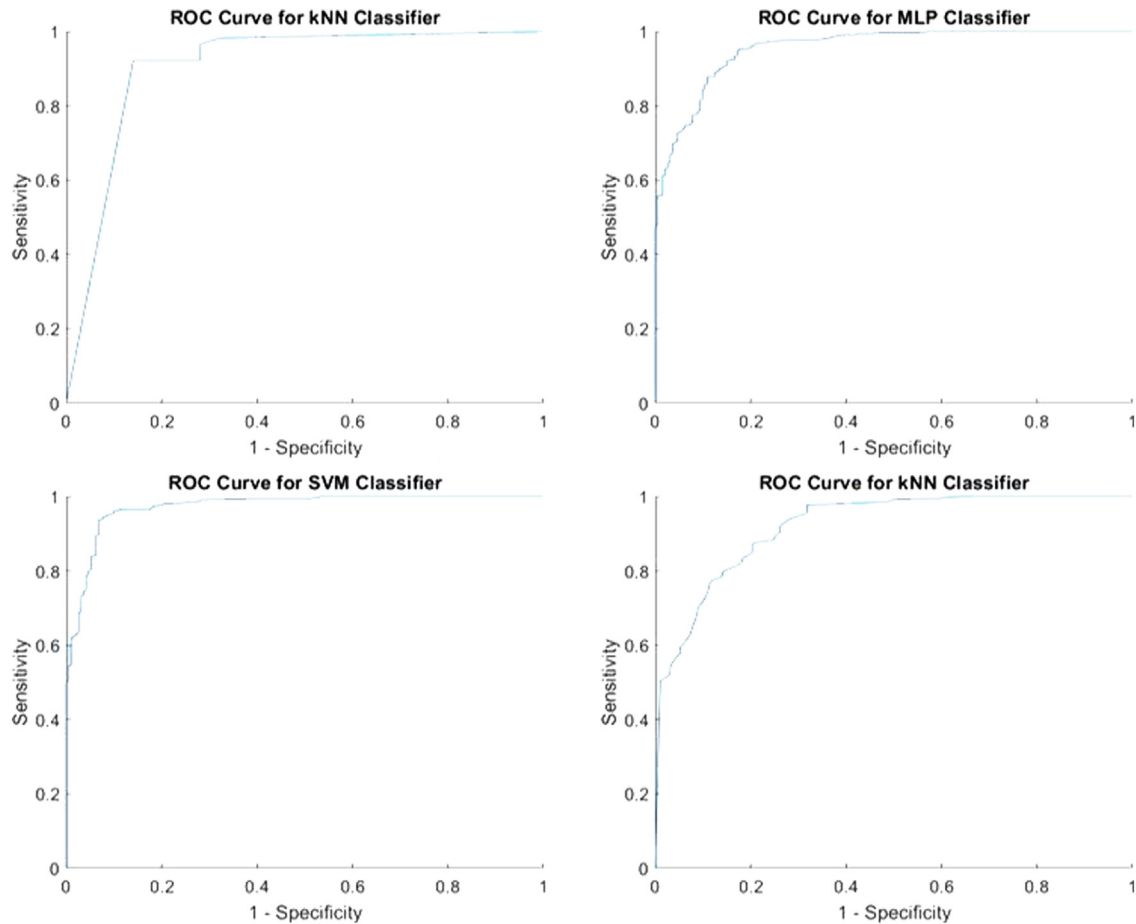 ROC Curve for kNN Classifier
1
0.8
0.6
0.4
0.2
0
Sensitivity
0 0.2 0.4 0.6 0.8 1
1 - Specificity
ROC Curve for MLP Classifier
1
0.8
0.6
0.4
0.2
0
Sensitivity
0 0.2 0.4 0.6 0.8 1
1 - Specificity
ROC Curve for SVM Classifier
1
0.8
0.6
0.4
0.2
0
Sensitivity
0 0.2 0.4 0.6 0.8 1
1 - Specificity
ROC Curve for kNN Classifier
1
0.8
0.6
0.4
0.2
0
Sensitivity
0 0.2 0.4 0.6 0.8 1
1 - Specificity